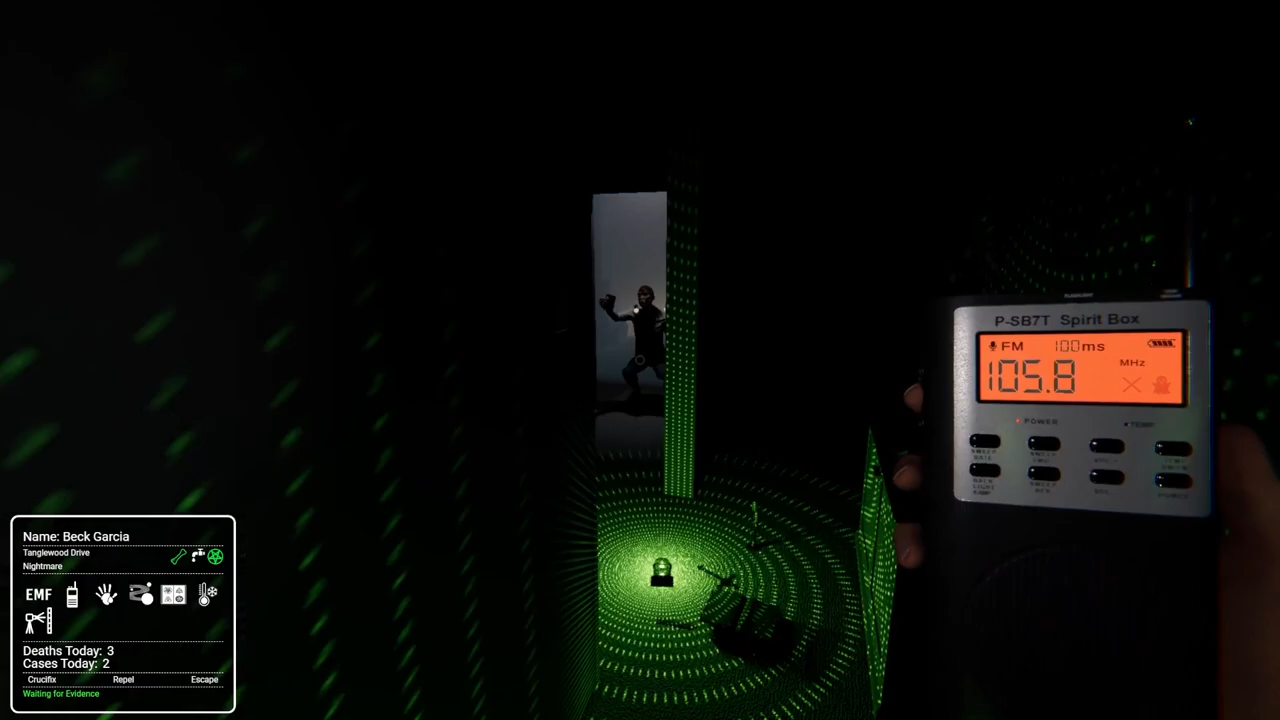 P-SB7T Spirit Box
FM 100ms
105.8 MHz
POWER
TEMP
Name: Beck Garcia
Tanglewood Drive
Nightmare
EMF
Deaths Today: 3
Cases Today: 2
Crucifix Repel Escape
Waiting for Evidence